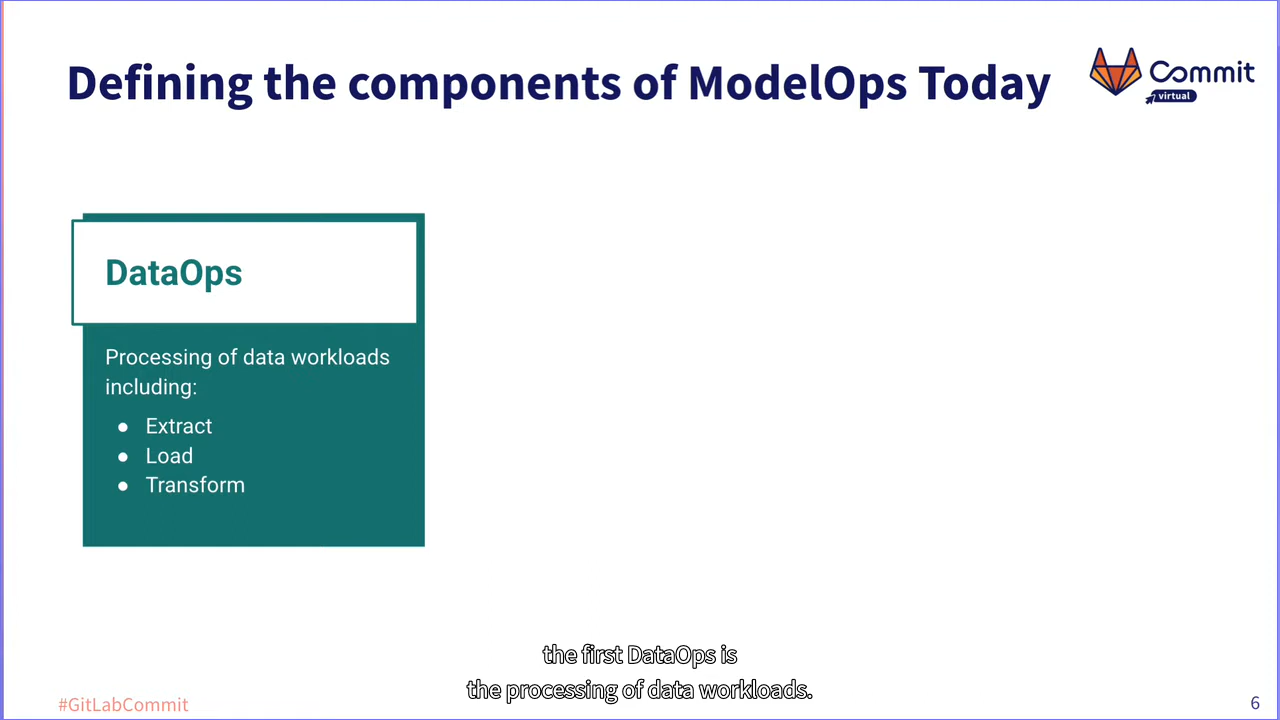 Defining the components of ModelOps Today
Commit
virtual
DataOps
Processing of data workloads
including:
● Extract
● Load
● Transform
the first DataOps is
the processing of data workloads.
#GitLabCommit
6